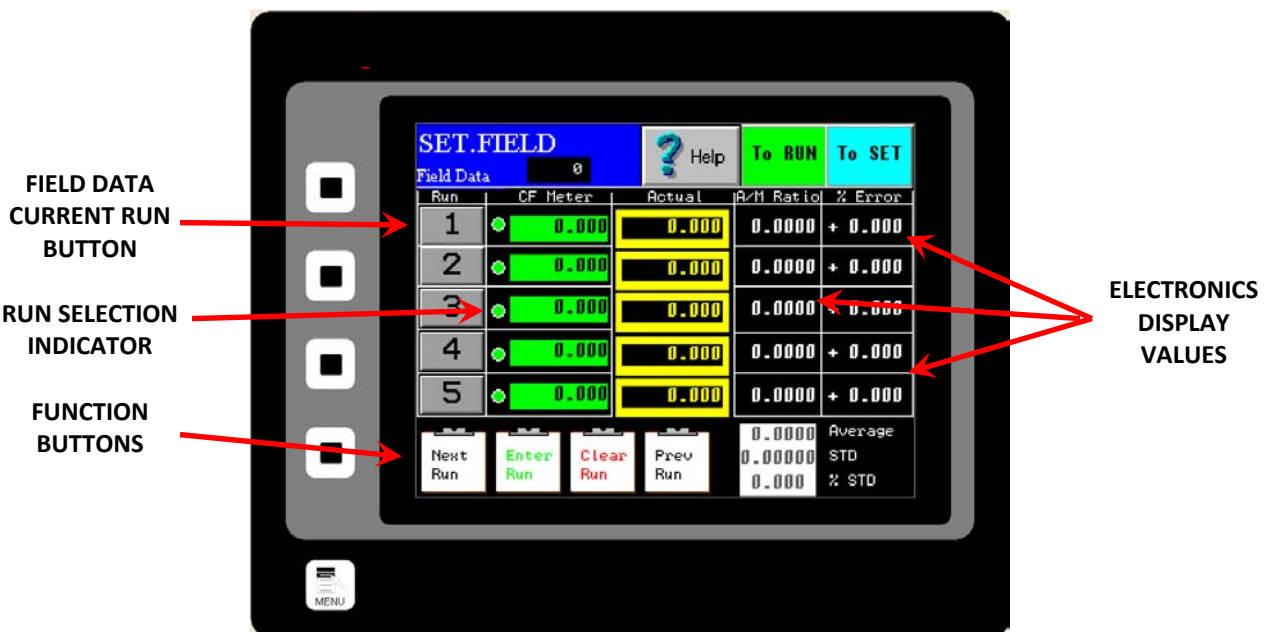 SET.FIELD
Help
To RUN
To SET
Field Data
0
Run
CF Meter
Actual
A/M Ratio
% Error
1
0.000
0.000
0.0000
+ 0.000
2
0.000
0.000
0.0000
+ 0.000
3
0.000
0.000
0.0000
+ 0.000
4
0.000
0.000
0.0000
+ 0.000
5
0.000
0.000
0.0000
+ 0.000
Next
Run
Enter
Run
Clear
Run
Prev
Run
0.0000 Average
0.00000 STD
0.000 % STD
MENU
FIELD DATA
CURRENT RUN
BUTTON
RUN SELECTION
INDICATOR
FUNCTION
BUTTONS
ELECTRONICS
DISPLAY
VALUES